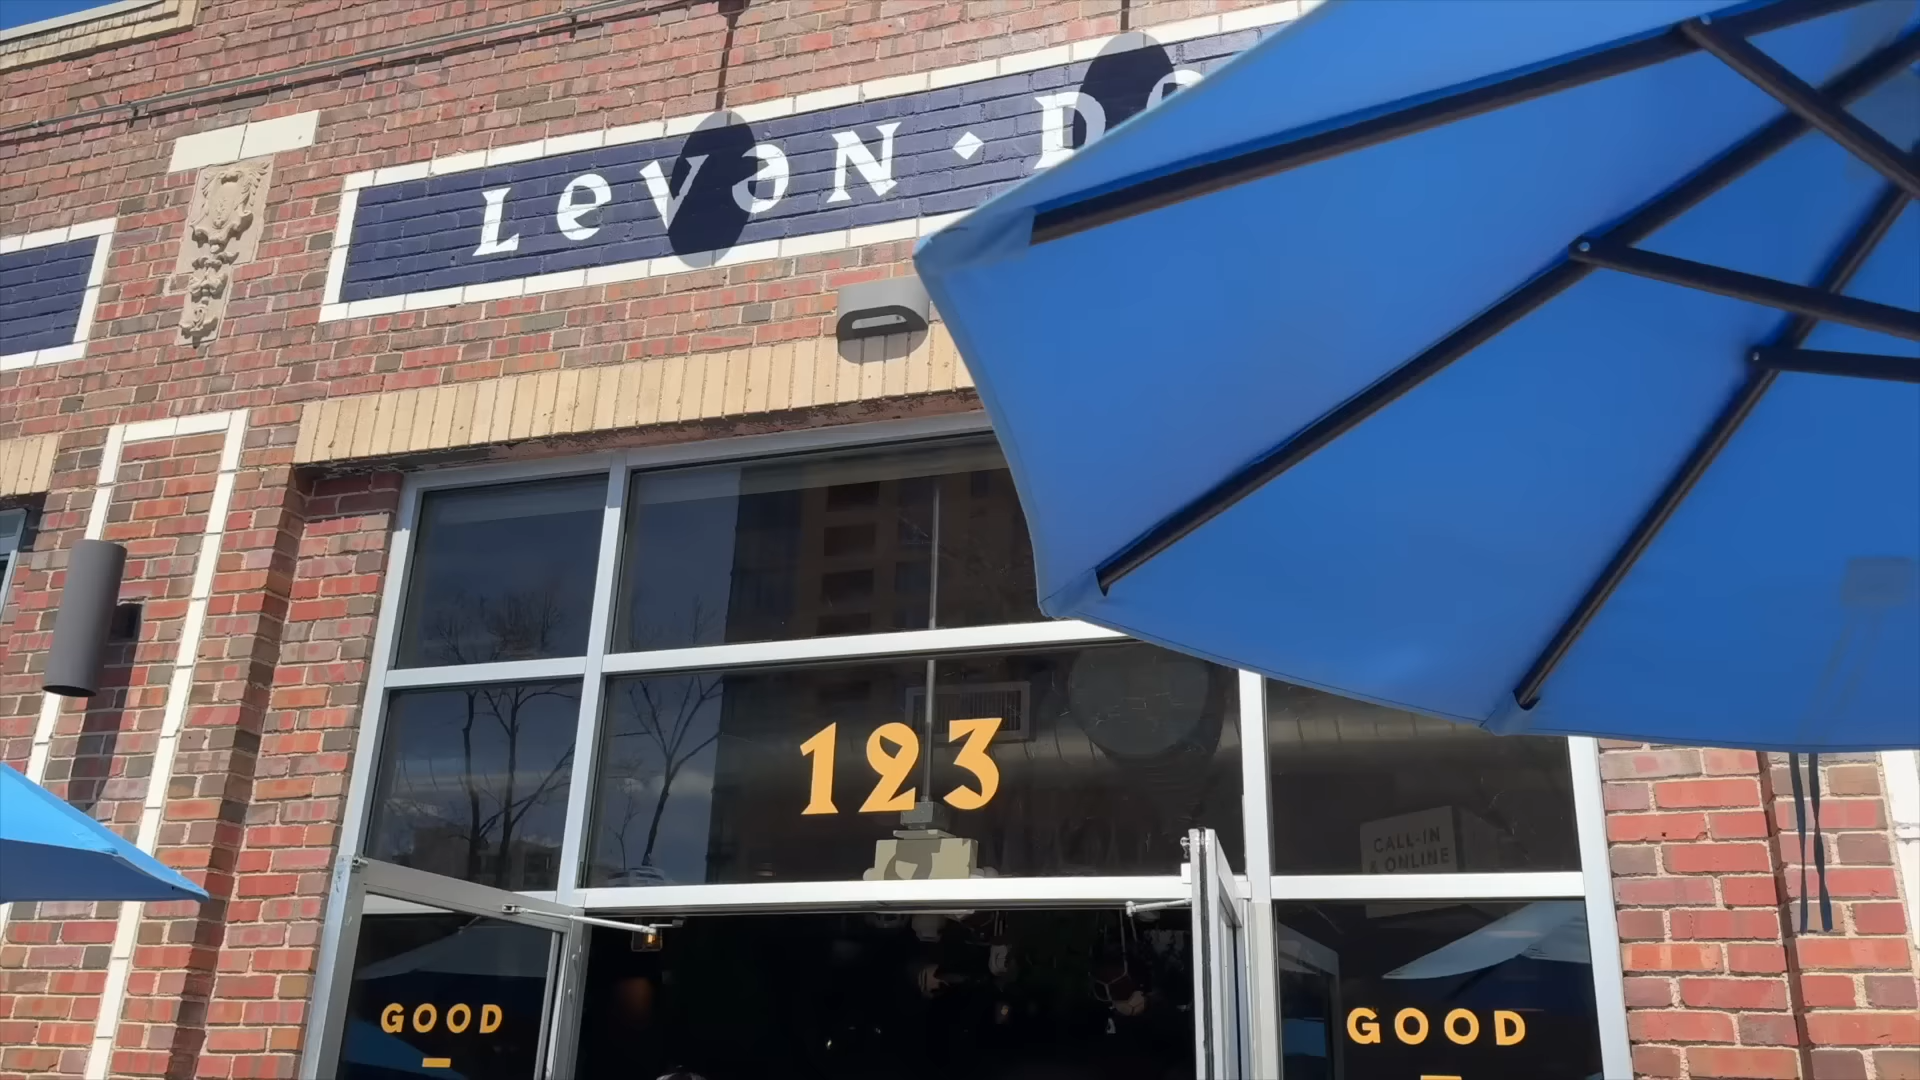 Levən · D
123
CALL-IN
& ONLINE
GOOD
GOOD